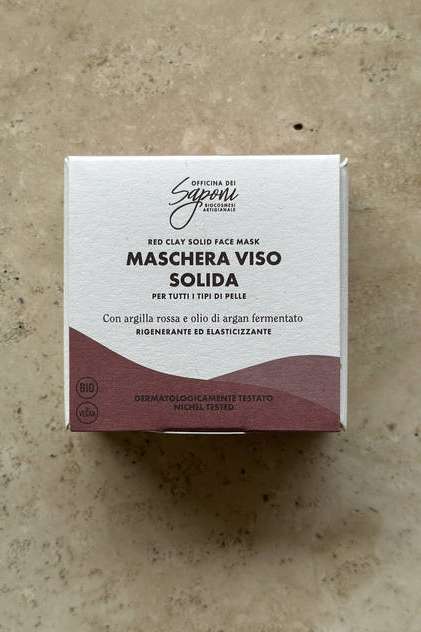 OFFICINA DEI
Saponi
BIOCOSMESI
ARTIGIANALE
RED CLAY SOLID FACE MASK
MASCHERA VISO
SOLIDA
PER TUTTI I TIPI DI PELLE
Con argilla rossa e olio di argan fermentato
RIGENERANTE ED ELASTICIZZANTE
BIO
VEGAN
DERMATOLOGICAMENTE TESTATO
NICHEL TESTED